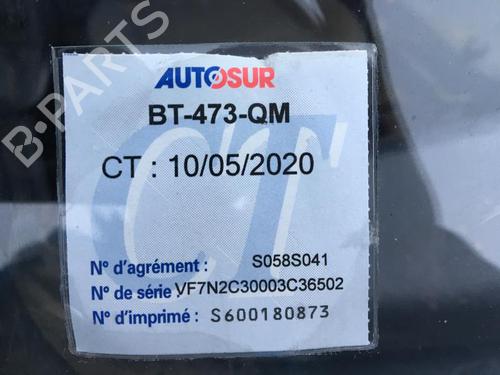 B-PARTS
AUTOSUR
BT-473-QM
CT : 10/05/2020
CT
N° d'agrément : S058S041
N° de série : VF7N2C30003C36502
N° d'imprimé : S600180873